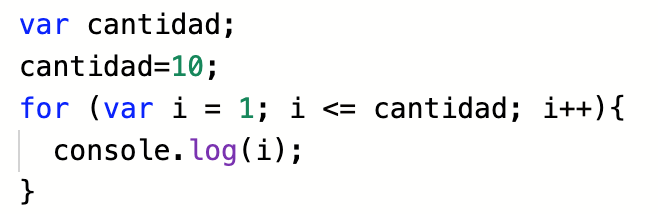 var cantidad;
cantidad=10;
for (var i = 1; i <= cantidad; i++){
  console.log(i);
}